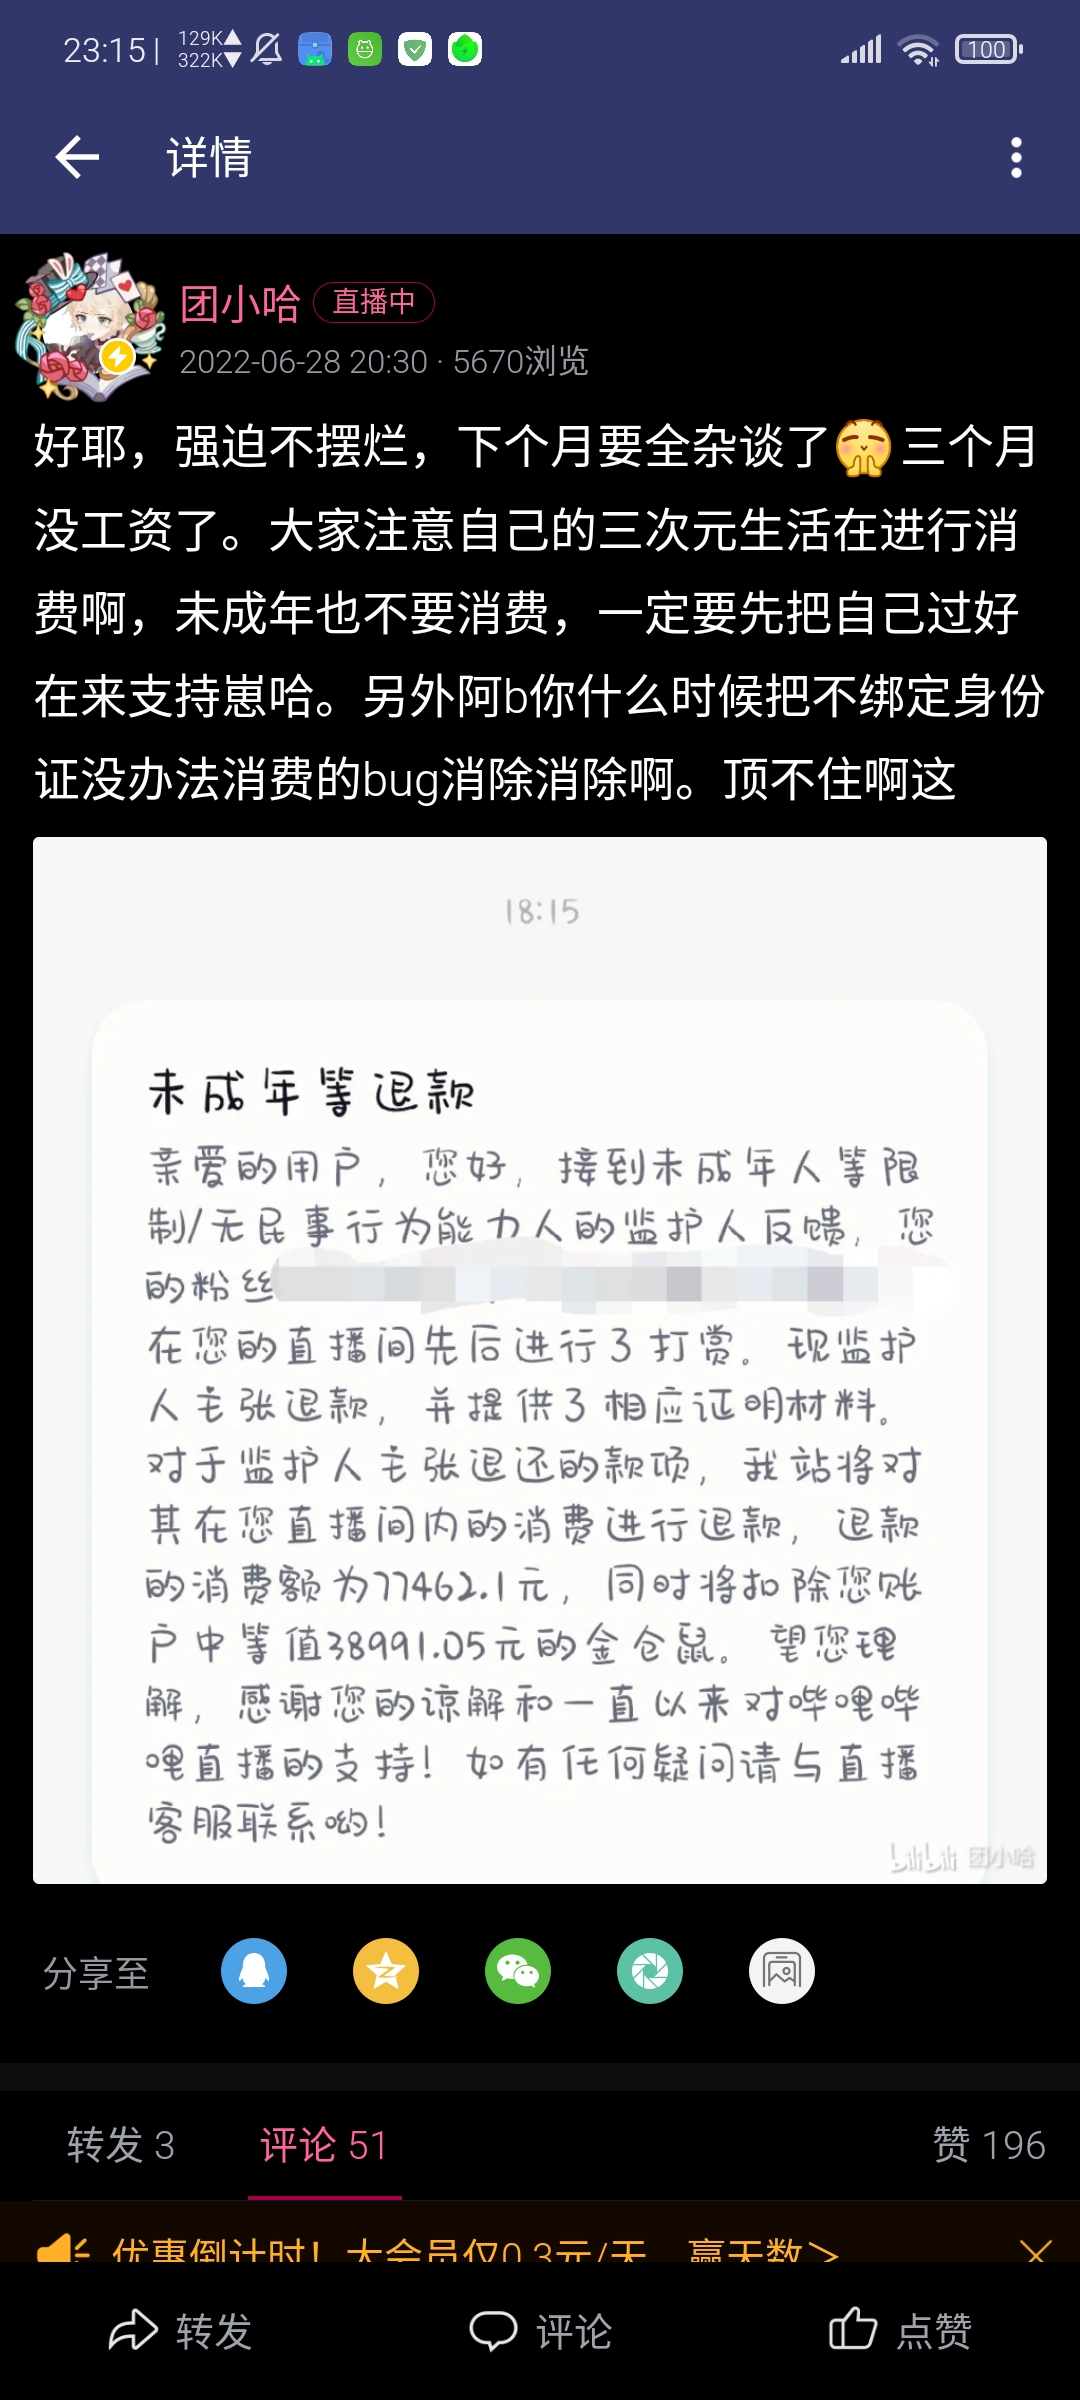 23:15
129K
322K
100
详情
团小哈 直播中
2022-06-28 20:30 · 5670浏览
好耶，强迫不摆烂，下个月要全杂谈了 三个月
没工资了。大家注意自己的三次元生活在进行消
费啊，未成年也不要消费，一定要先把自己过好
在来支持崽哈。另外阿b你什么时候把不绑定身份
证没办法消费的bug消除消除啊。顶不住啊这
18:15
未成年等退款
亲爱的用户，您好，接到未成年人等限
制/无民事行为能力人的监护人反馈，您
的粉丝
在您的直播间先后进行了打赏。现监护
人主张退款，并提供了相应证明材料。
对于监护人主张退还的款项，我站将对
其在您直播间内的消费进行退款，退款
的消费额为77462.1元，同时将扣除您账
户中等值38991.05元的金仓鼠。望您理
解，感谢您的谅解和一直以来对哔哩哔
哩直播的支持！如有任何疑问请与直播
客服联系哟！
bilibili 团小哈
分享至
转发 3 评论 51 赞 196
优惠倒计时！大会员仅0.3元/天，赢天数＞
转发 评论 点赞